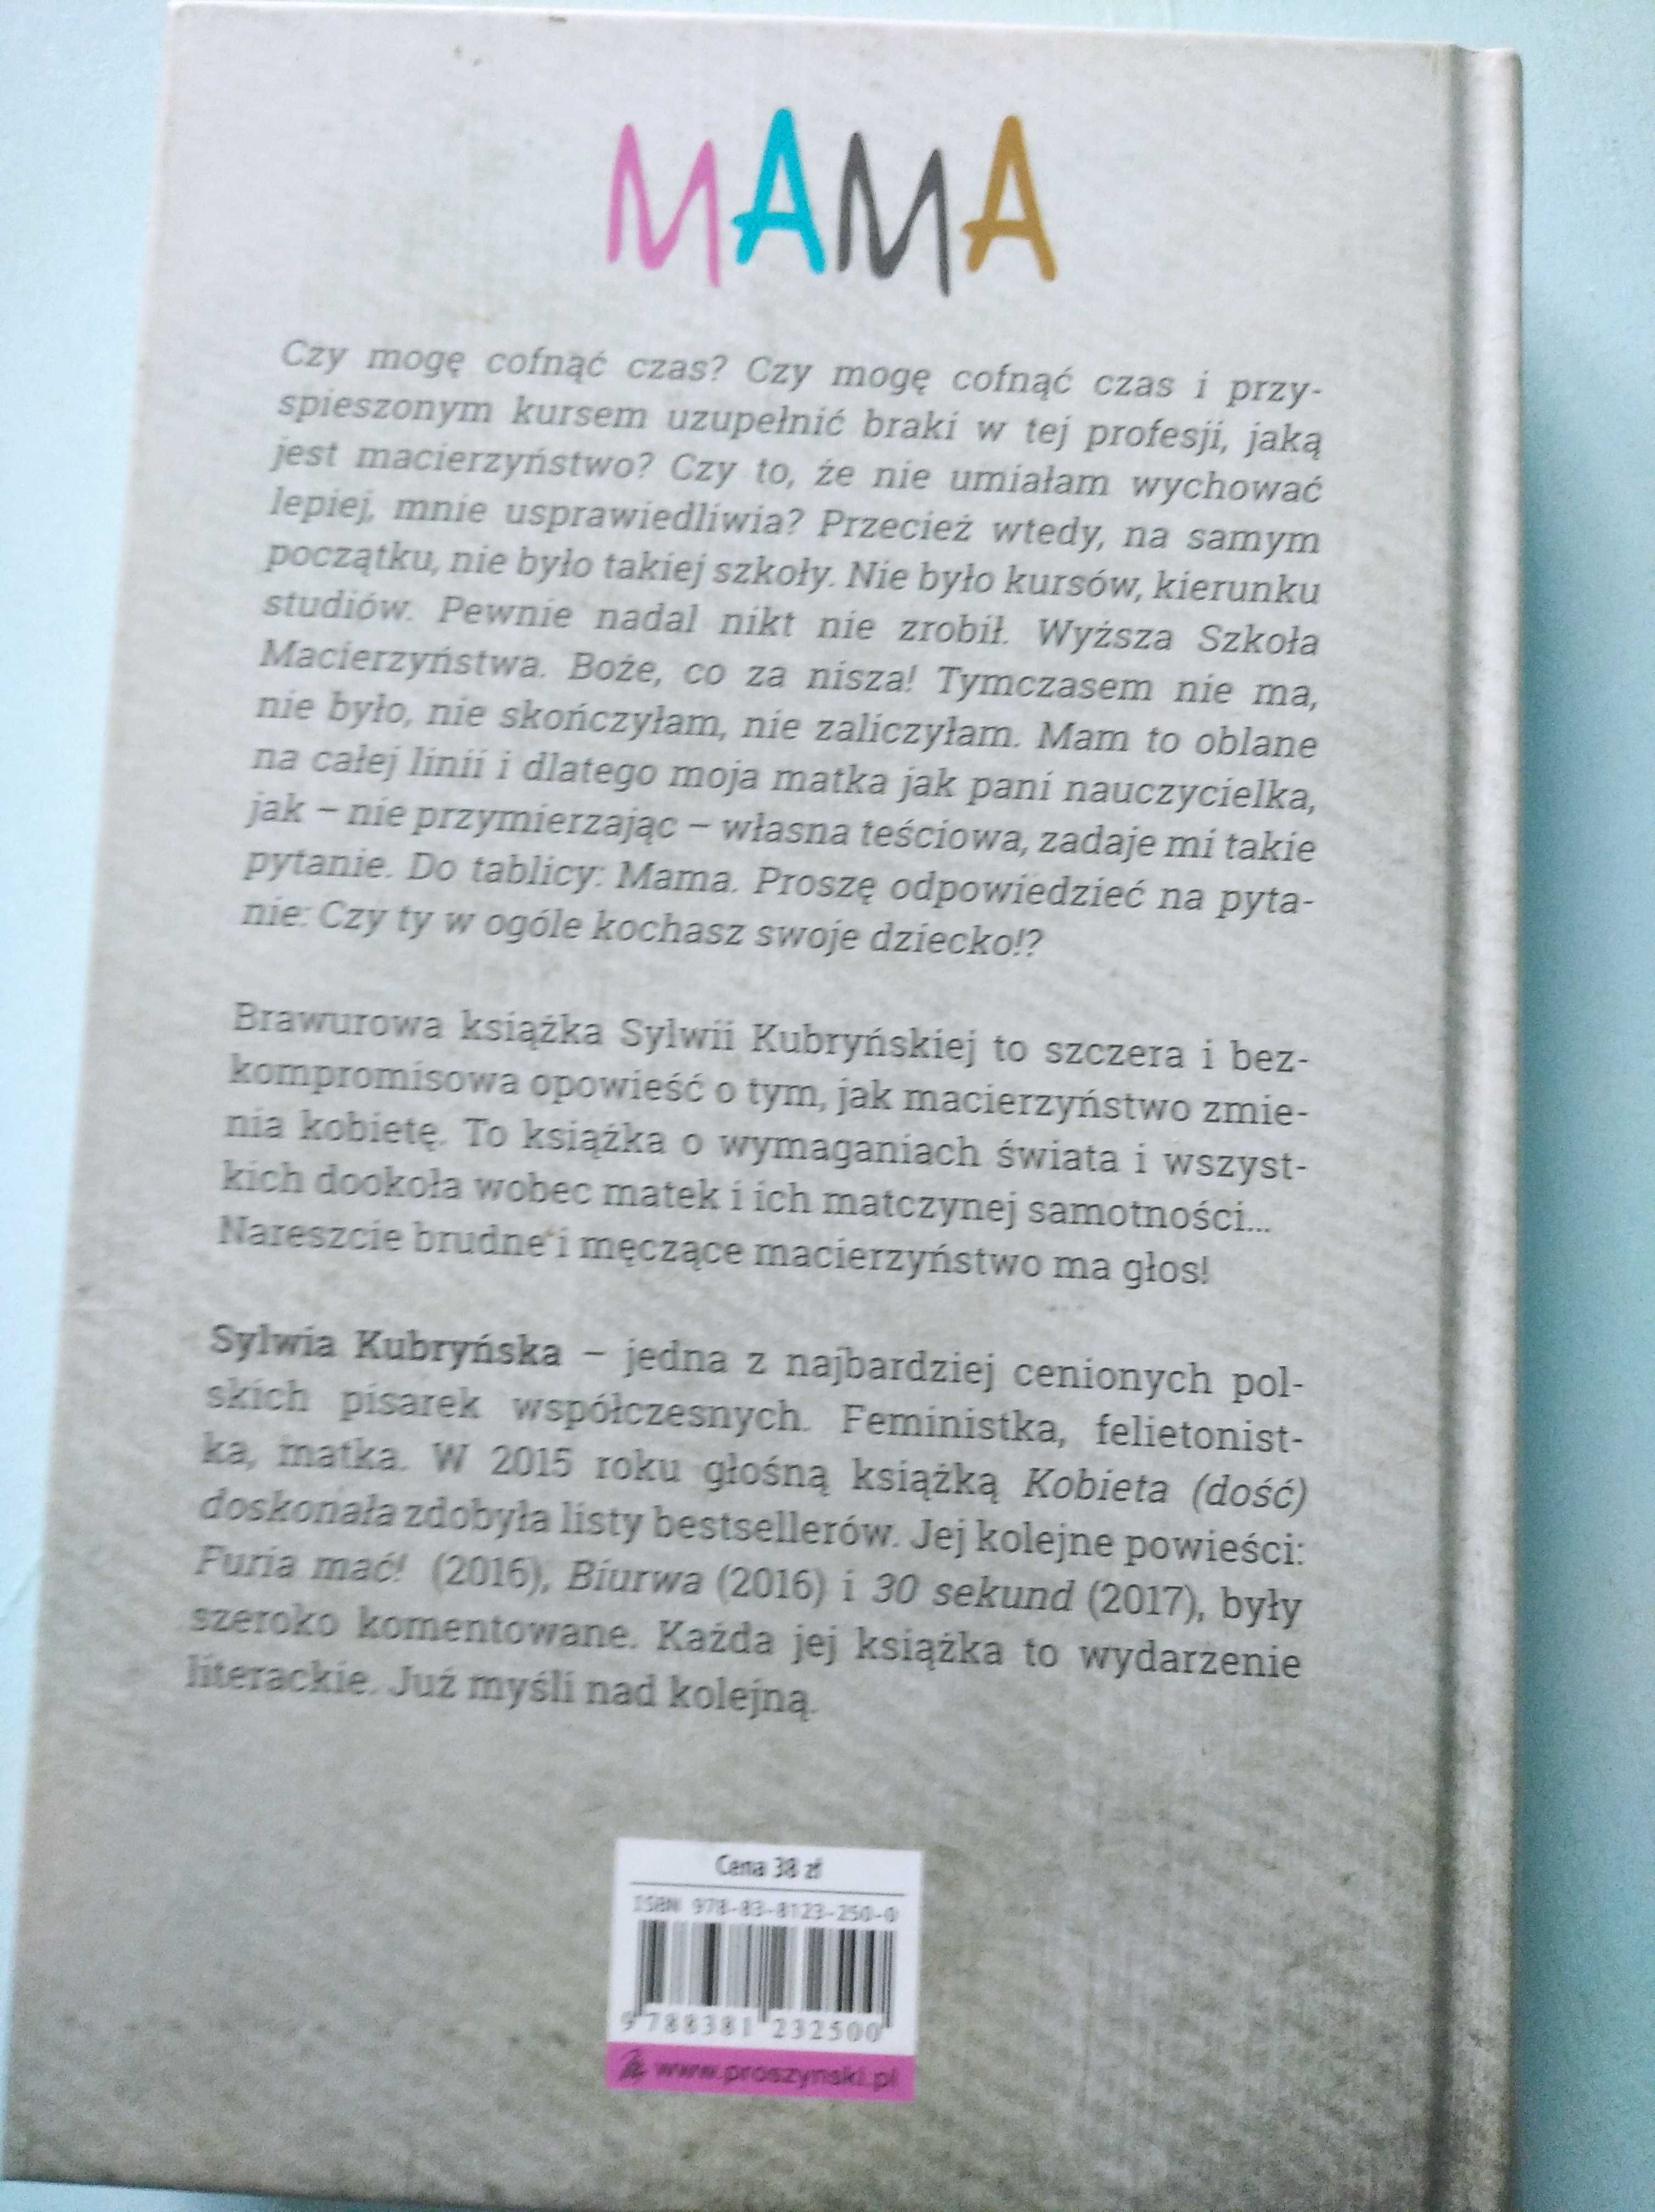 MAMA
Czy mogę cofnąć czas? Czy mogę cofnąć czas i przy-
spieszonym kursem uzupełnić braki w tej profesji, jaką
jest macierzyństwo? Czy to, że nie umiałam wychować
lepiej, mnie usprawiedliwia? Przecież wtedy, na samym
początku, nie było takiej szkoły. Nie było kursów, kierunku
studiów. Pewnie nadal nikt nie zrobił. Wyższa Szkoła
Macierzyństwa. Boże, co za nisza! Tymczasem nie ma,
nie było, nie skończyłam, nie zaliczyłam. Mam to oblane
na całej linii i dlatego moja matka jak pani nauczycielka,
jak – nie przymierzając – własna teściowa, zadaje mi takie
pytanie. Do tablicy: Mama. Proszę odpowiedzieć na pyta-
nie: Czy ty w ogóle kochasz swoje dziecko!?
Brawurowa książka Sylwii Kubryńskiej to szczera i bez-
kompromisowa opowieść o tym, jak macierzyństwo zmie-
nia kobietę. To książka o wymaganiach świata i wszyst-
kich dookoła wobec matek i ich matczynej samotności...
Nareszcie brudne i męczące macierzyństwo ma głos!
Sylwia Kubryńska – jedna z najbardziej cenionych pol-
skich pisarek współczesnych. Feministka, felietonist-
ka, matka. W 2015 roku głośną książką Kobieta (dość)
doskonała zdobyła listy bestsellerów. Jej kolejne powieści:
Furia mać! (2016), Biurwa (2016) i 30 sekund (2017), były
szeroko komentowane. Każda jej książka to wydarzenie
literackie. Już myśli nad kolejną.
Cena 38 zł
ISBN 978-83-8123-250-0
9 788381 232500
www.proszynski.pl